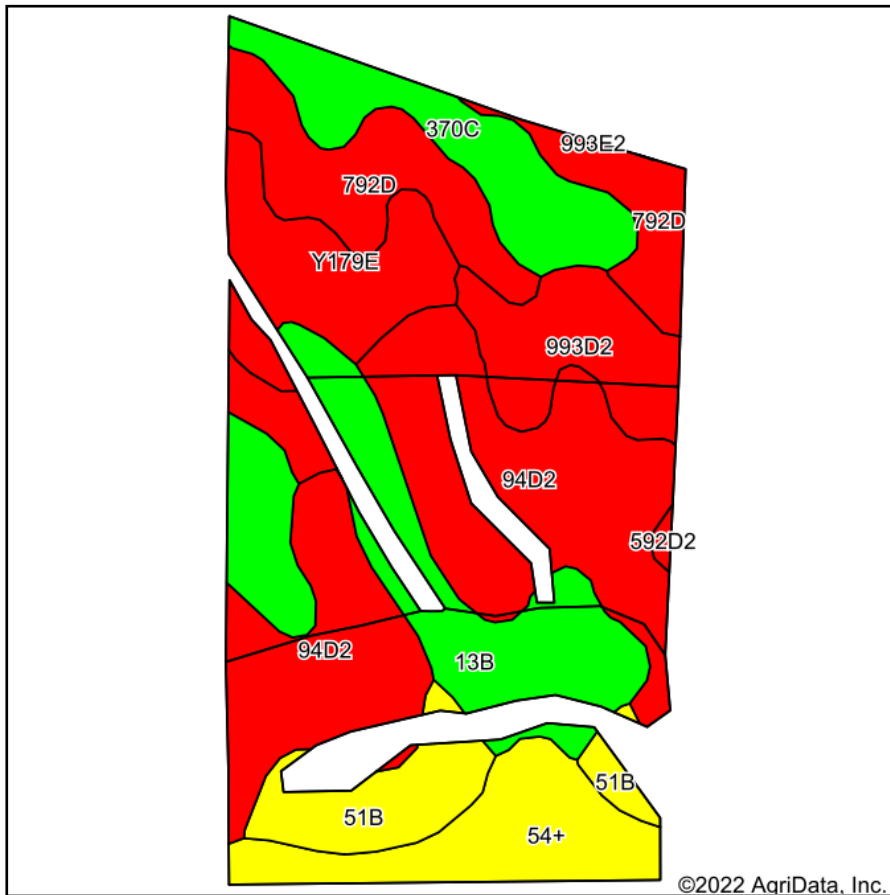 370C
993E2
792D
792D
Y179E
993D2
94D2
592D2
94D2
13B
51B
51B
54+
©2022 AgriData, Inc.